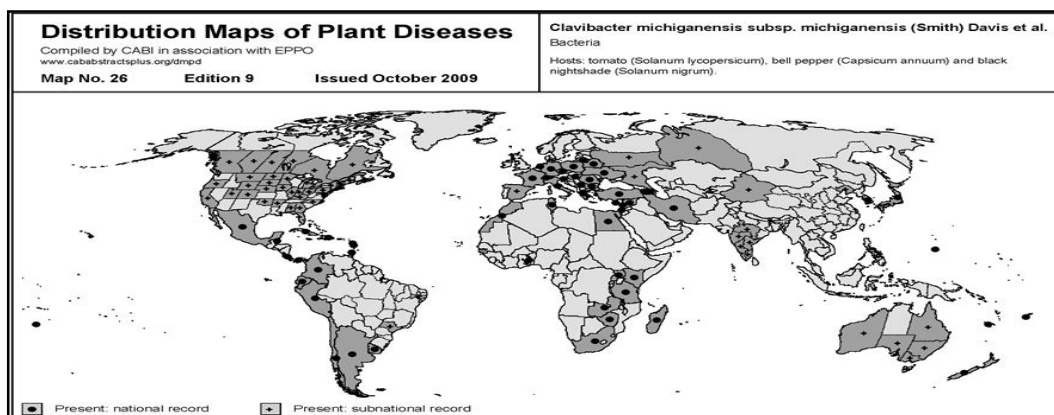 Distribution Maps of Plant Diseases
Compiled by CABI in association with EPPO
www.cababstractsplus.org/dmpd
Map No. 26 Edition 9 Issued October 2009
Clavibacter michiganensis subsp. michiganensis (Smith) Davis et al.
Bacteria
Hosts: tomato (Solanum lycopersicum), bell pepper (Capsicum annuum) and black
nightshade (Solanum nigrum).
Present: national record
Present: subnational record